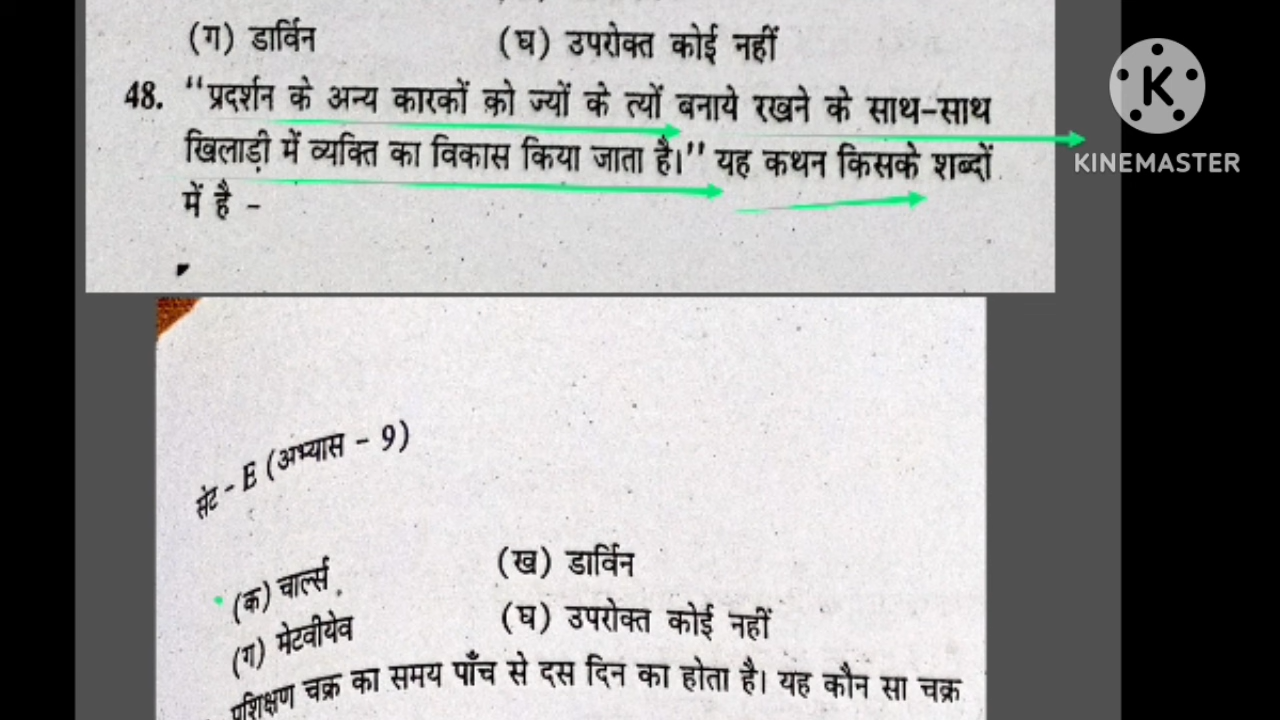 (ग) डार्विन (घ) उपरोक्त कोई नहीं
48. “प्रदर्शन के अन्य कारकों को ज्यों के त्यों बनाये रखने के साथ-साथ
खिलाड़ी में व्यक्ति का विकास किया जाता है।” यह कथन किसके शब्दों
में है -
KINEMASTER
सेट - E (अभ्यास - 9)
(क) चार्ल्स (ख) डार्विन
(ग) मेटवीयेव (घ) उपरोक्त कोई नहीं
प्रशिक्षण चक्र का समय पाँच से दस दिन का होता है। यह कौन सा चक्र